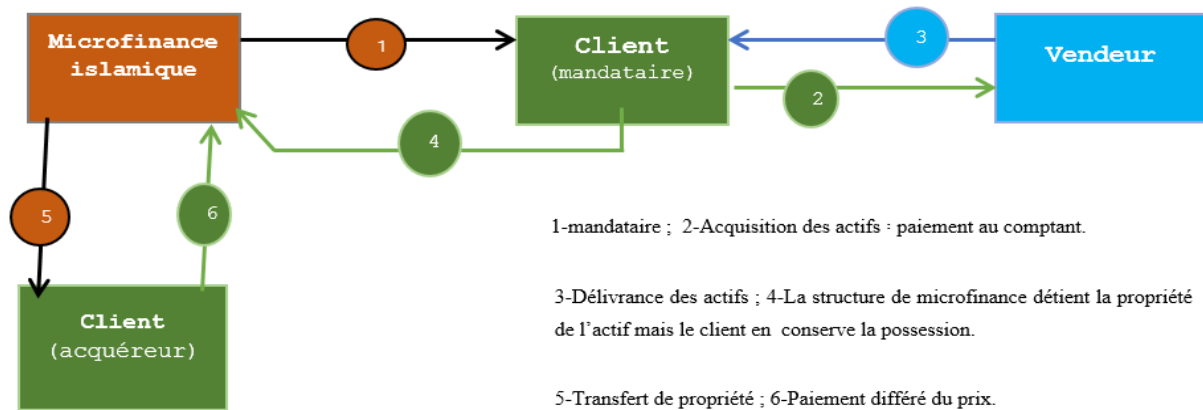 Microfinance
islamique
1
Client
(mandataire)
3
Vendeur
2
4
5
6
Client
(acquéreur)
1-mandataire ; 2-Acquisition des actifs : paiement au comptant.
3-Délivrance des actifs ; 4-La structure de microfinance détient la propriété
de l’actif mais le client en conserve la possession.
5-Transfert de propriété ; 6-Paiement différé du prix.